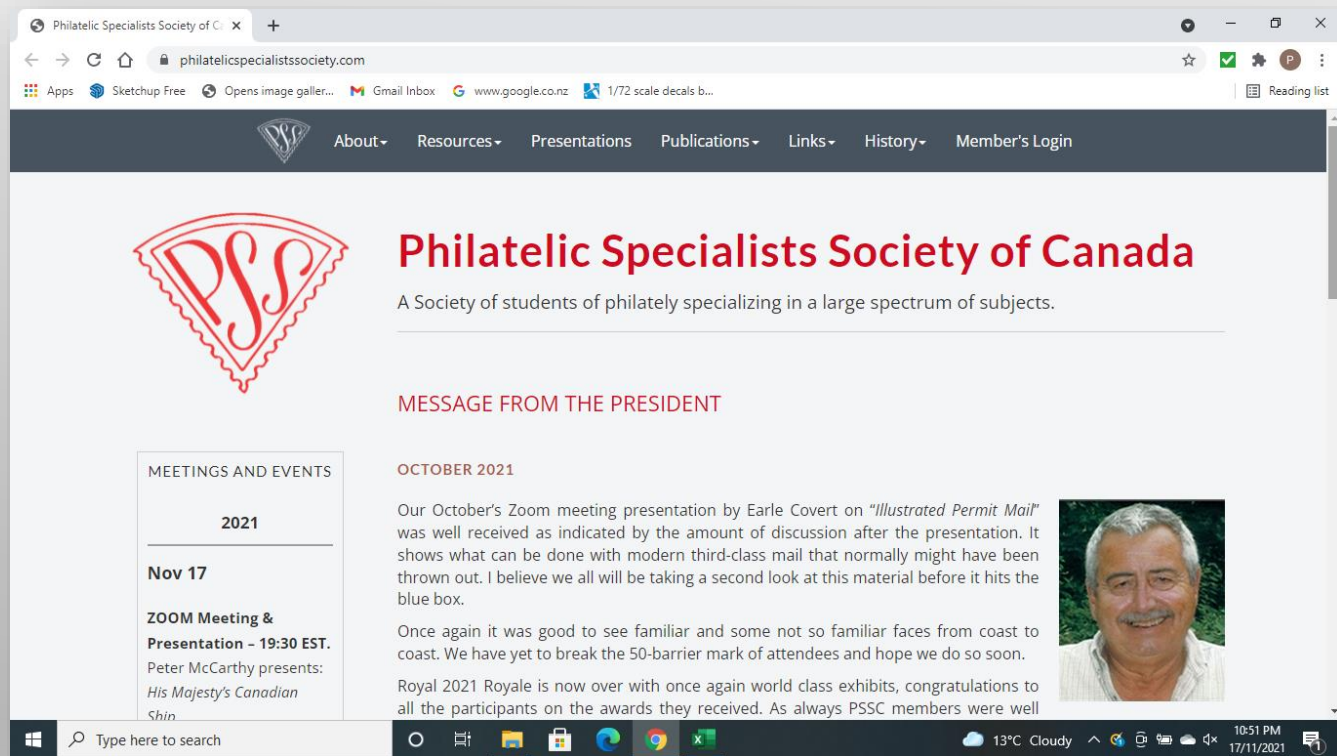 Philatelic Specialists Society of C
philatelicspecialistssociety.com
P
Apps Sketchup Free Opens image galler... Gmail Inbox www.google.co.nz 1/72 scale decals b... Reading list
PSS About Resources Presentations Publications Links History Member's Login
PSS
Philatelic Specialists Society of Canada
A Society of students of philately specializing in a large spectrum of subjects.
MESSAGE FROM THE PRESIDENT
MEETINGS AND EVENTS
2021
Nov 17
ZOOM Meeting &
Presentation – 19:30 EST.
Peter McCarthy presents:
His Majesty's Canadian
Ship
OCTOBER 2021
Our October's Zoom meeting presentation by Earle Covert on "Illustrated Permit Mail"
was well received as indicated by the amount of discussion after the presentation. It
shows what can be done with modern third-class mail that normally might have been
thrown out. I believe we all will be taking a second look at this material before it hits the
blue box.
Once again it was good to see familiar and some not so familiar faces from coast to
coast. We have yet to break the 50-barrier mark of attendees and hope we do so soon.
Royal 2021 Royale is now over with once again world class exhibits, congratulations to
all the participants on the awards they received. As always PSSC members were well
Type here to search
13°C Cloudy
10:51 PM
17/11/2021